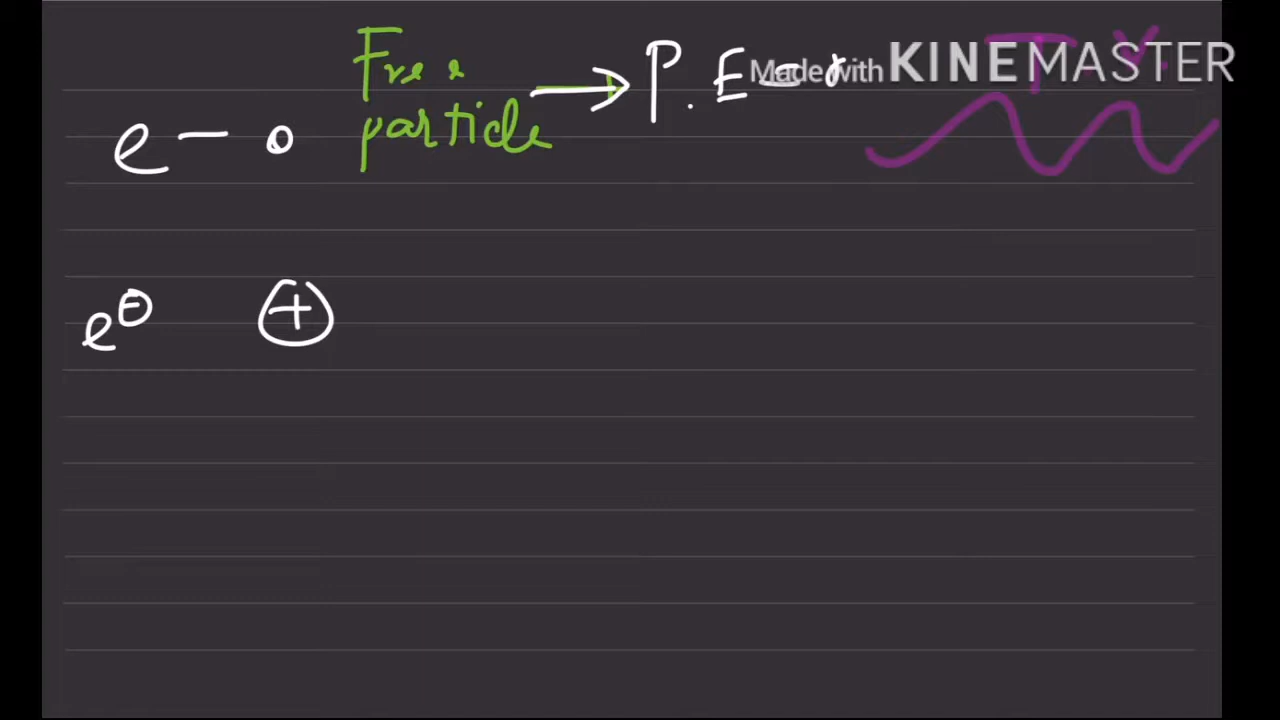 Free → P.E =
e - o particle
Made with KINEMASTER
T.Y.
e⊖ ⊕